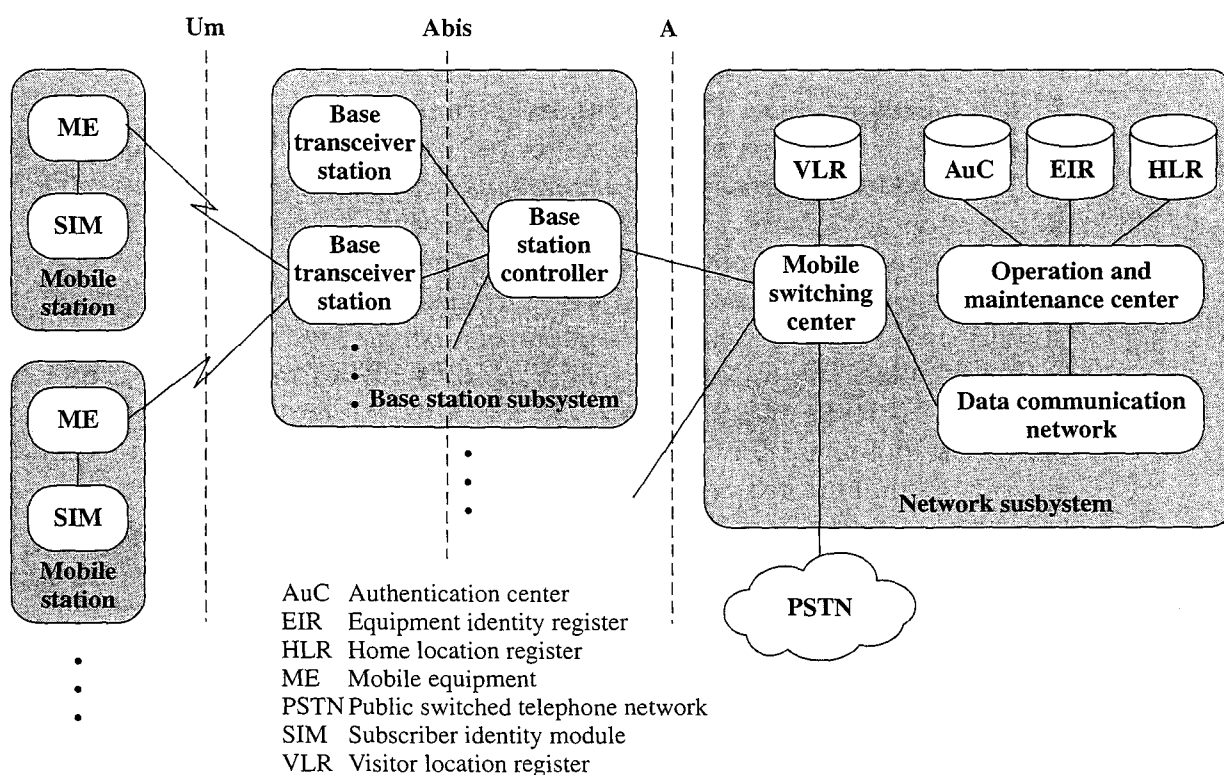 Um
Abis
A
ME
SIM
Mobile
station
ME
SIM
Mobile
station
Base
transceiver
station
Base
transceiver
station
Base
station
controller
Base station subsystem
VLR
AuC
EIR
HLR
Mobile
switching
center
Operation and
maintenance center
Data communication
network
Network susbystem
PSTN
AuC Authentication center
EIR Equipment identity register
HLR Home location register
ME Mobile equipment
PSTN Public switched telephone network
SIM Subscriber identity module
VLR Visitor location register